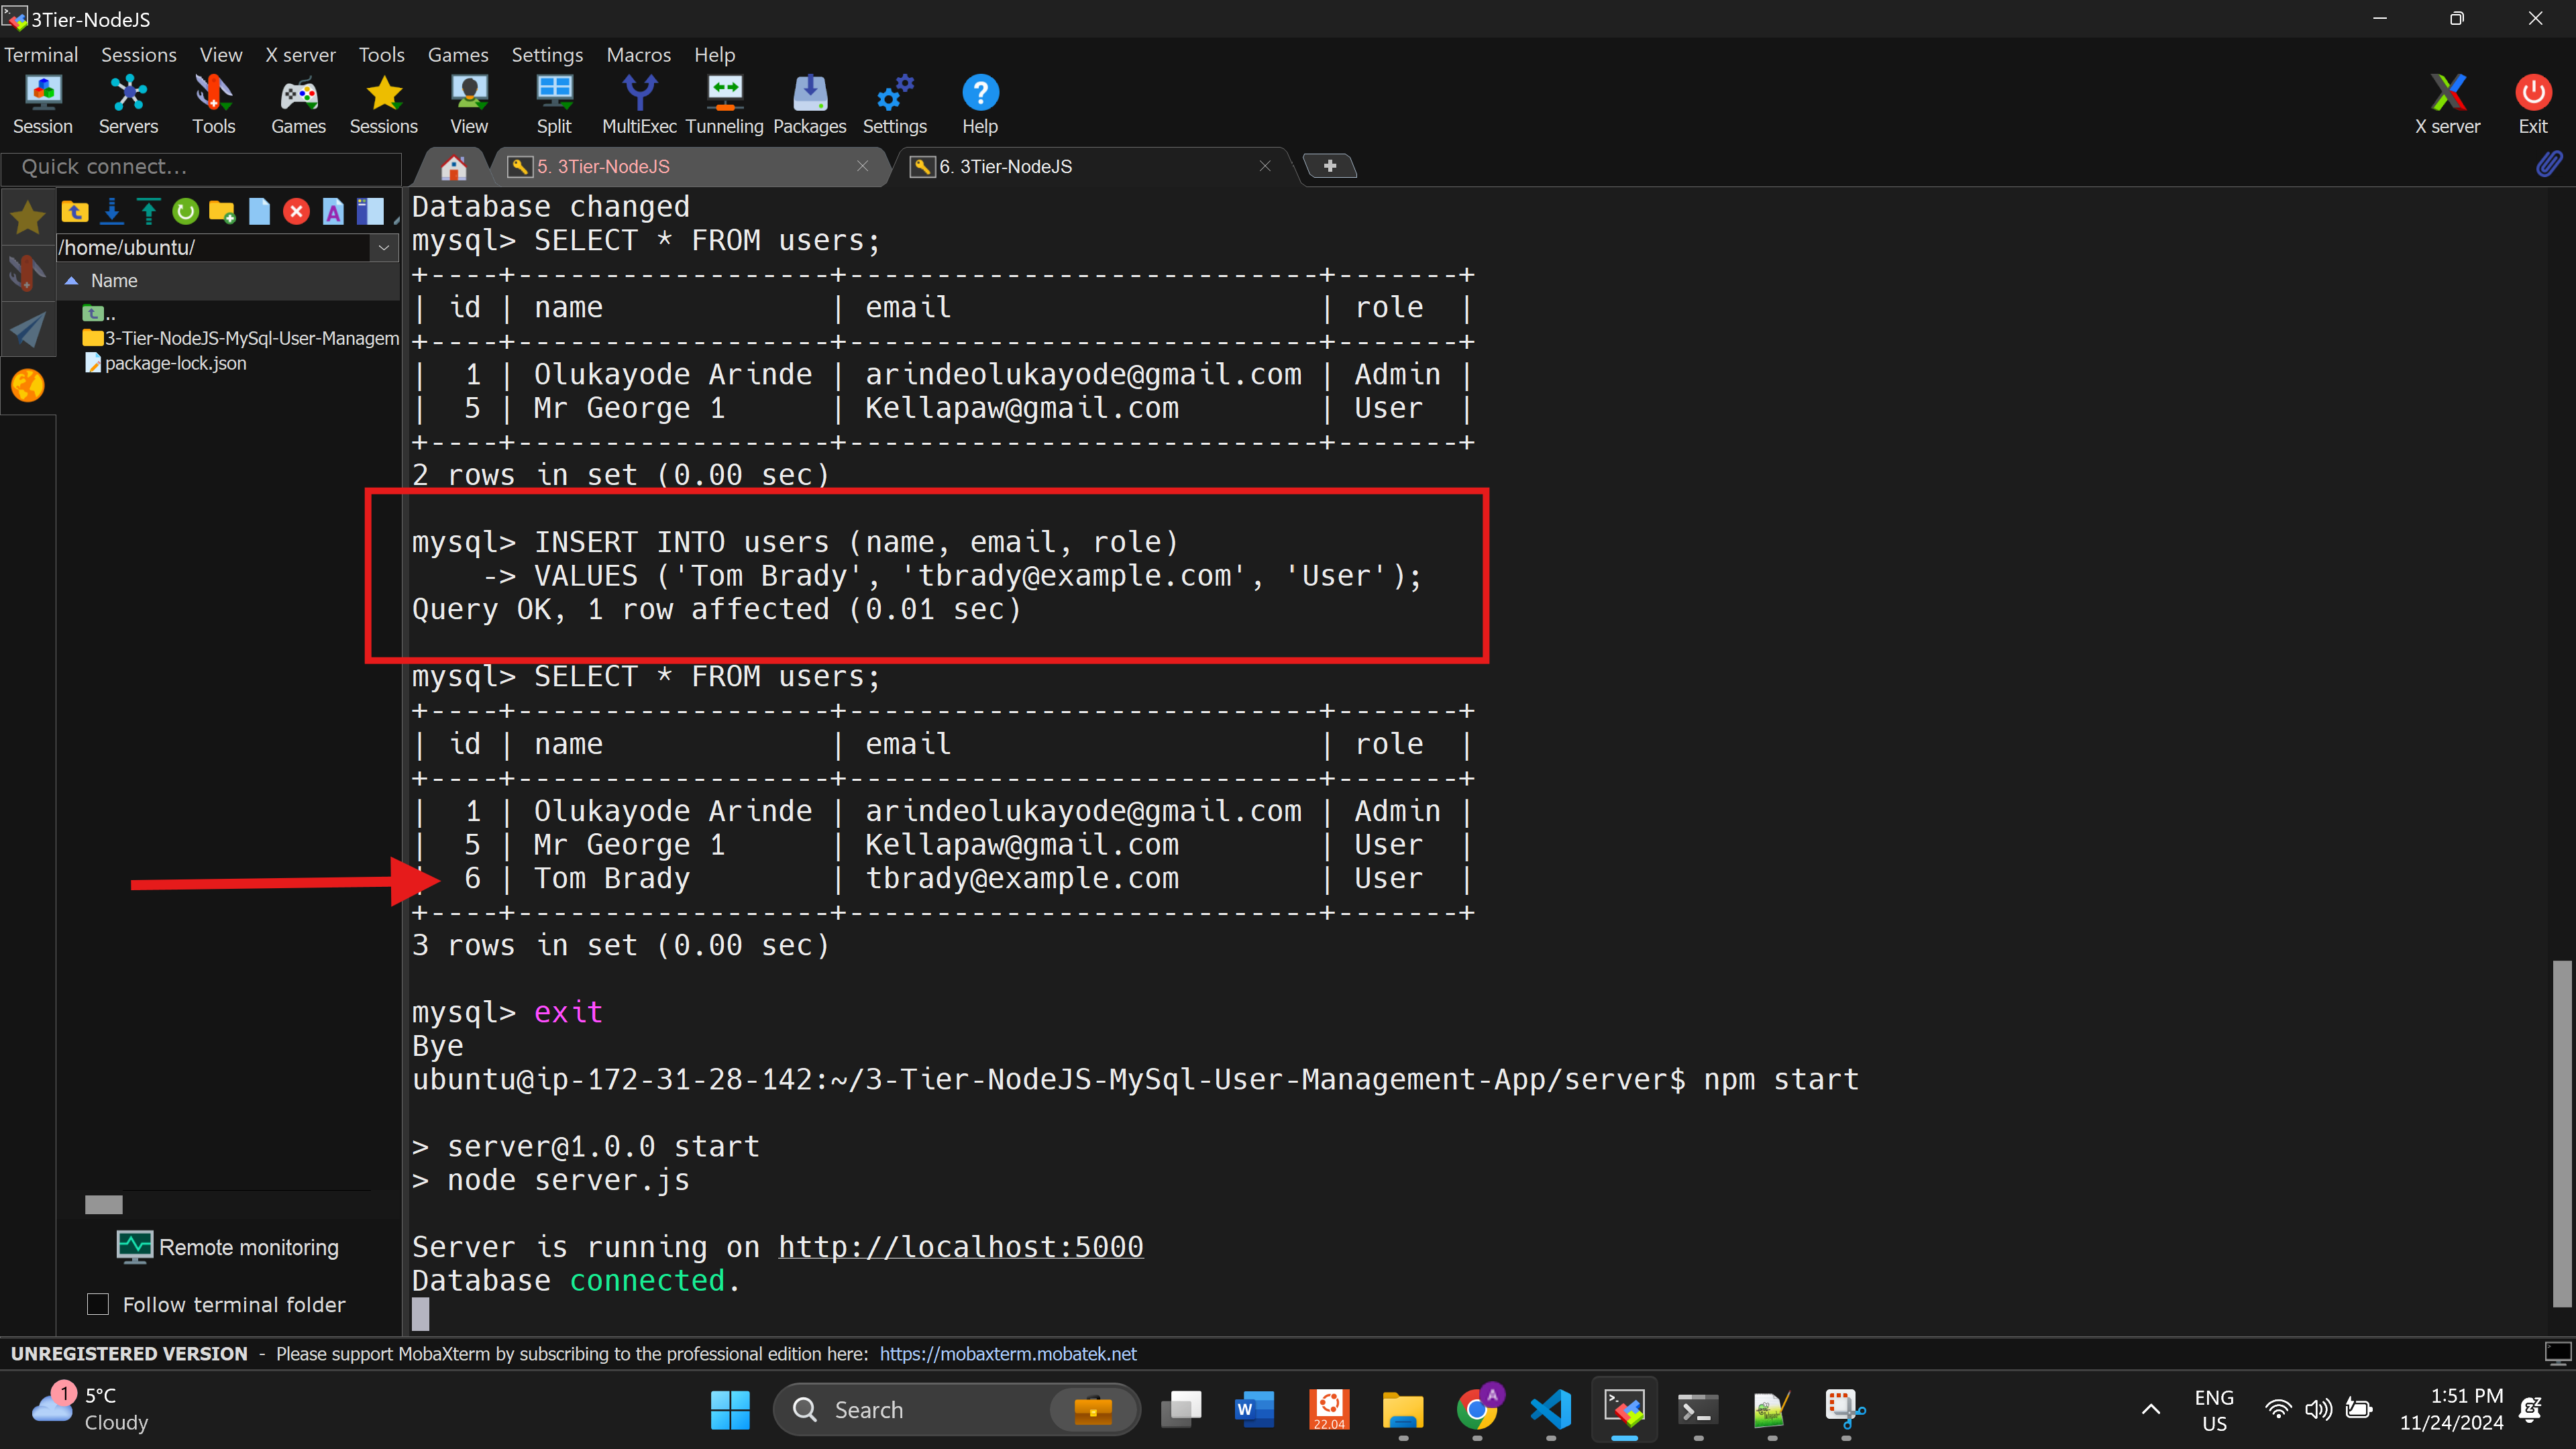 3Tier-NodeJS
Terminal Sessions View X server Tools Games Settings Macros Help
Session Servers Tools Games Sessions View Split MultiExec Tunneling Packages Settings Help X server Exit
Quick connect...
5. 3Tier-NodeJS
6. 3Tier-NodeJS
/home/ubuntu/
Name
..
3-Tier-NodeJS-MySql-User-Managem
package-lock.json
Database changed
mysql> SELECT * FROM users;
+----+------------------+---------------------------+-------+
| id | name             | email                     | role  |
+----+------------------+---------------------------+-------+
|  1 | Olukayode Arinde | arindeolukayode@gmail.com | Admin |
|  5 | Mr George 1      | Kellapaw@gmail.com        | User  |
+----+------------------+---------------------------+-------+
2 rows in set (0.00 sec)
mysql> INSERT INTO users (name, email, role)
    -> VALUES ('Tom Brady', 'tbrady@example.com', 'User');
Query OK, 1 row affected (0.01 sec)
mysql> SELECT * FROM users;
+----+------------------+---------------------------+-------+
| id | name             | email                     | role  |
+----+------------------+---------------------------+-------+
|  1 | Olukayode Arinde | arindeolukayode@gmail.com | Admin |
|  5 | Mr George 1      | Kellapaw@gmail.com        | User  |
|  6 | Tom Brady        | tbrady@example.com        | User  |
+----+------------------+---------------------------+-------+
3 rows in set (0.00 sec)
mysql> exit
Bye
ubuntu@ip-172-31-28-142:~/3-Tier-NodeJS-MySql-User-Management-App/server$ npm start
> server@1.0.0 start
> node server.js
Server is running on http://localhost:5000
Database connected.
Remote monitoring
Follow terminal folder
UNREGISTERED VERSION - Please support MobaXterm by subscribing to the professional edition here: https://mobaxterm.mobatek.net
1
5°C
Cloudy
Search
W
22.04
A
ENG
US
1:51 PM
11/24/2024